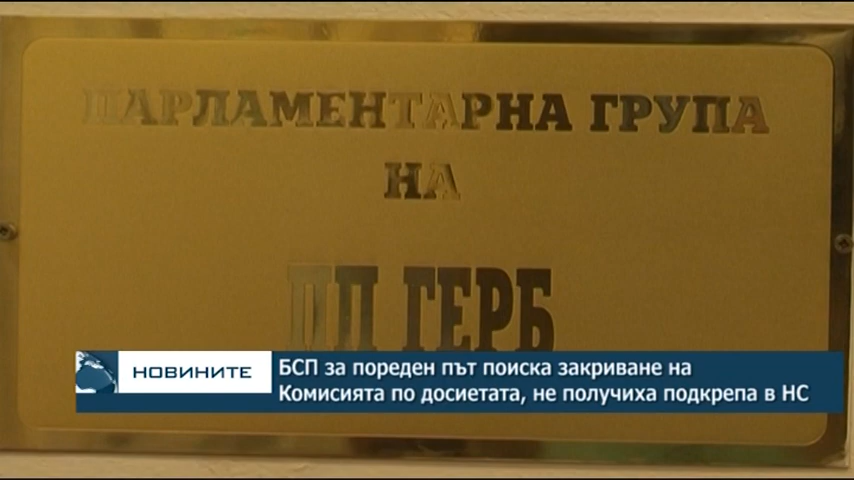 ПАРЛАМЕНТАРНА ГРУПА
НА
ПП ГЕРБ
НОВИНИТЕ
БСП за пореден път поиска закриване на
Комисията по досиетата, не получиха подкрепа в НС